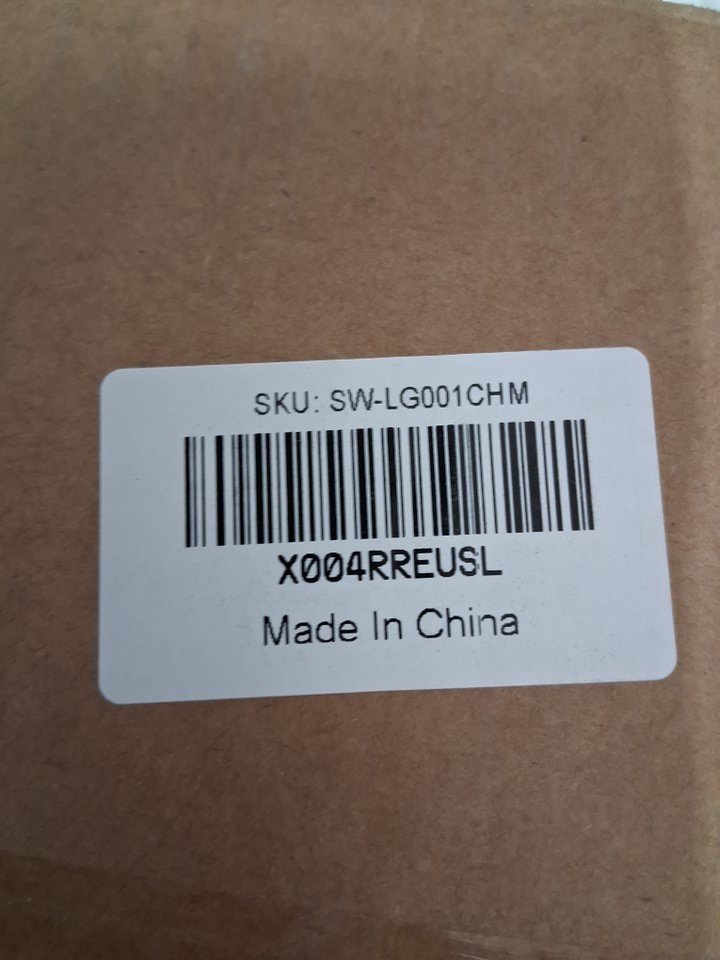 SKU: SW-LG001CHM
X004RREUSL
Made In China